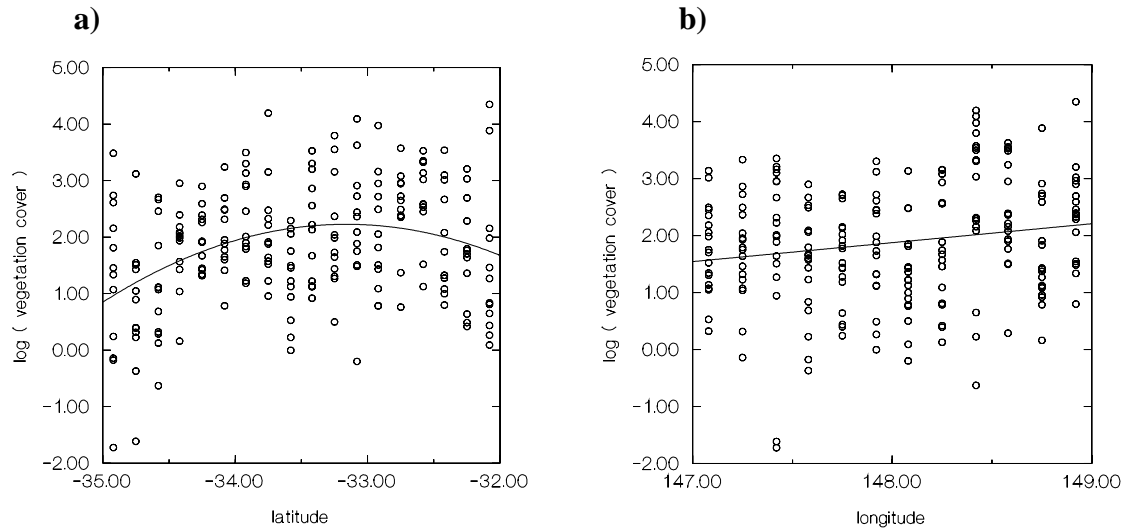 a)
5.00
4.00
3.00
2.00
1.00
0.00
−1.00
−2.00
log ( vegetation cover )
−35.00 −34.00 −33.00 −32.00
latitude
b)
5.00
4.00
3.00
2.00
1.00
0.00
−1.00
−2.00
log ( vegetation cover )
147.00 148.00 149.00
longitude